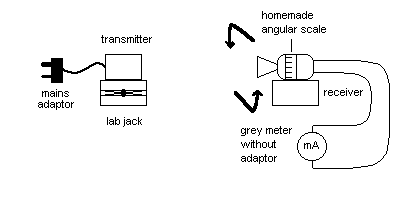 homemade
angular scale
transmitter
mains
adaptor
lab jack
receiver
grey meter
without
adaptor
mA